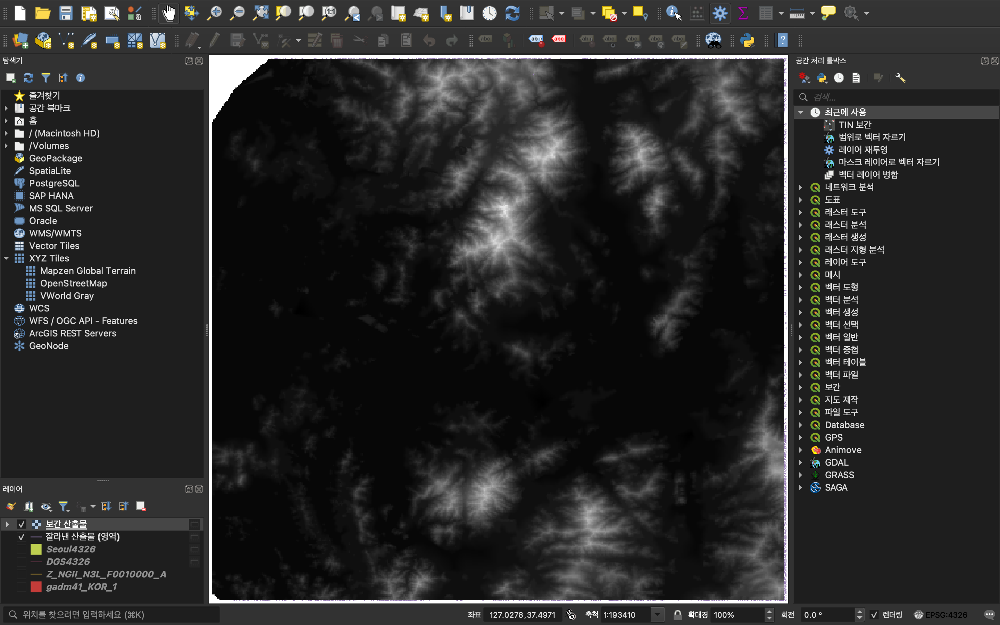 a
1:1
abc
ab
abc
ab
abc
abc
abc
abc
?
탐색기
즐겨찾기
공간 북마크
홈
/ (Macintosh HD)
/Volumes
GeoPackage
SpatiaLite
PostgreSQL
SAP HANA
MS SQL Server
Oracle
WMS/WMTS
Vector Tiles
XYZ Tiles
Mapzen Global Terrain
OpenStreetMap
VWorld Gray
WCS
WFS / OGC API - Features
ArcGIS REST Servers
GeoNode
레이어
보간 산출물
잘라낸 산출물 (영역)
Seoul4326
DGS4326
Z_NGII_N3L_F0010000_A
gadm41_KOR_1
공간 처리 툴박스
검색...
최근에 사용
TIN 보간
범위로 벡터 자르기
레이어 재투영
마스크 레이어로 벡터 자르기
벡터 레이어 병합
네트워크 분석
도표
래스터 도구
래스터 분석
래스터 생성
래스터 지형 분석
레이어 도구
메시
벡터 도형
벡터 분석
벡터 생성
벡터 선택
벡터 일반
벡터 중첩
벡터 테이블
벡터 파일
보간
지도 제작
파일 도구
Database
GPS
Animove
GDAL
GRASS
SAGA
위치를 찾으려면 입력하세요 (⌘K)
좌표 127.0278,37.4971 축척 1:193410 확대경 100% 회전 0.0 ° 렌더링 EPSG:4326